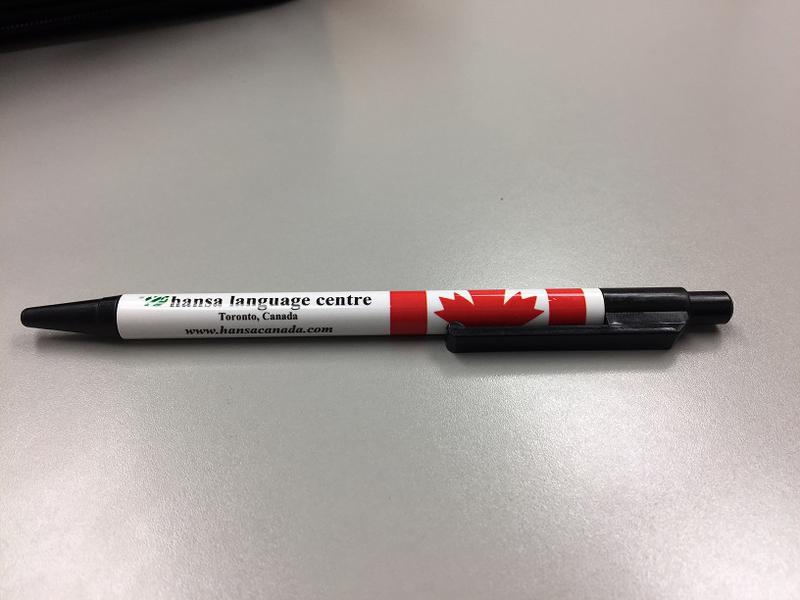 hansa language centre
Toronto, Canada
www.hansacanada.com